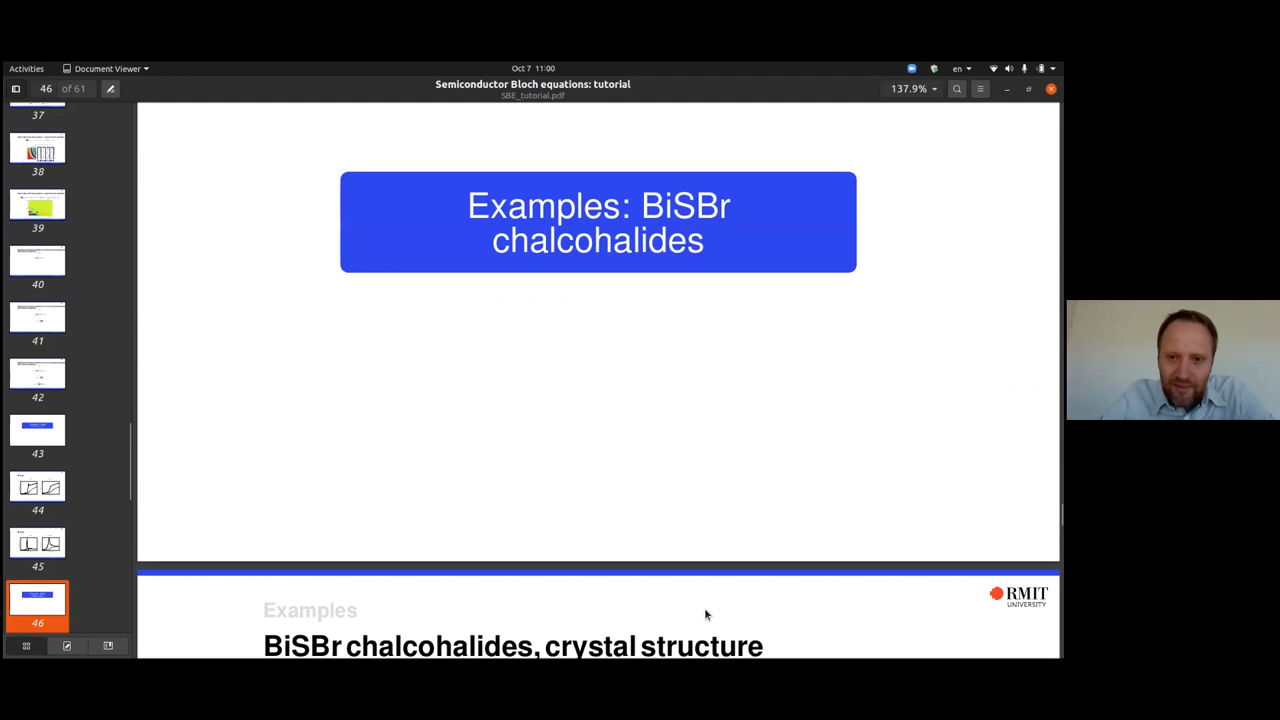 Activities
Document Viewer
Oct 7 11:00
en
46 of 61
Semiconductor Bloch equations: tutorial
SBE_tutorial.pdf
137.9%
37
38
39
40
41
42
43
44
45
46
Examples: BiSBr
chalcohalides
RMIT
UNIVERSITY
Examples
BiSBr chalcohalides, crystal structure